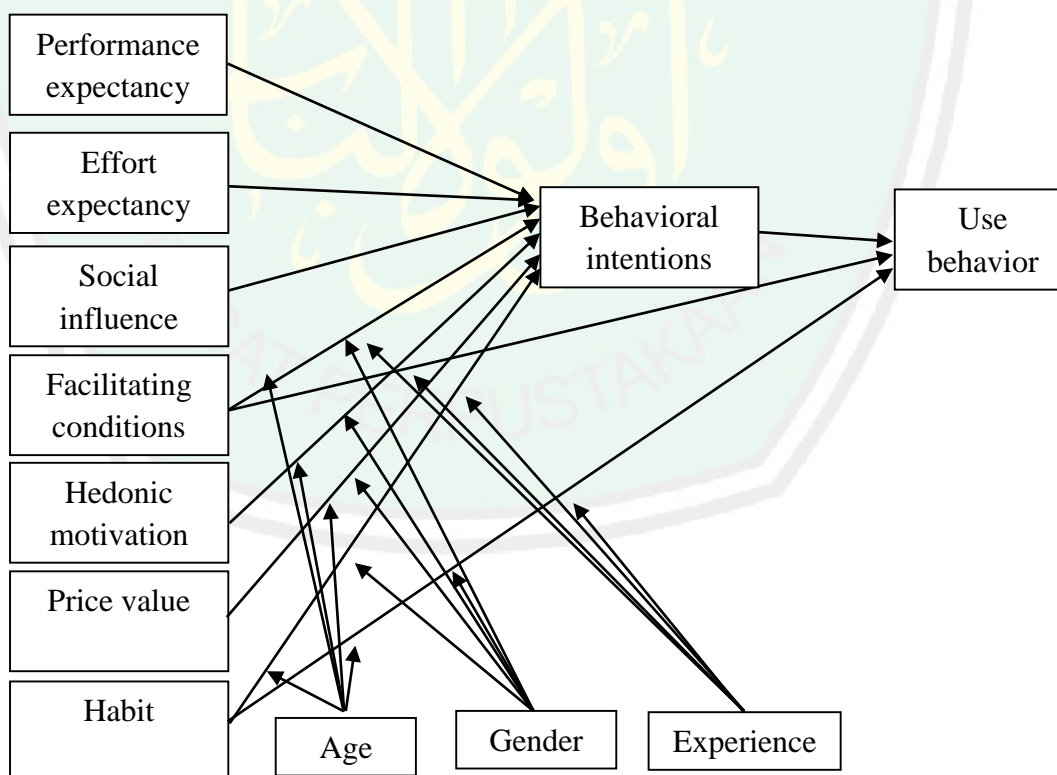 Performance
expectancy
Effort
expectancy
Social
influence
Facilitating
conditions
Hedonic
motivation
Price value
Habit
Behavioral
intentions
Use
behavior
Age
Gender
Experience